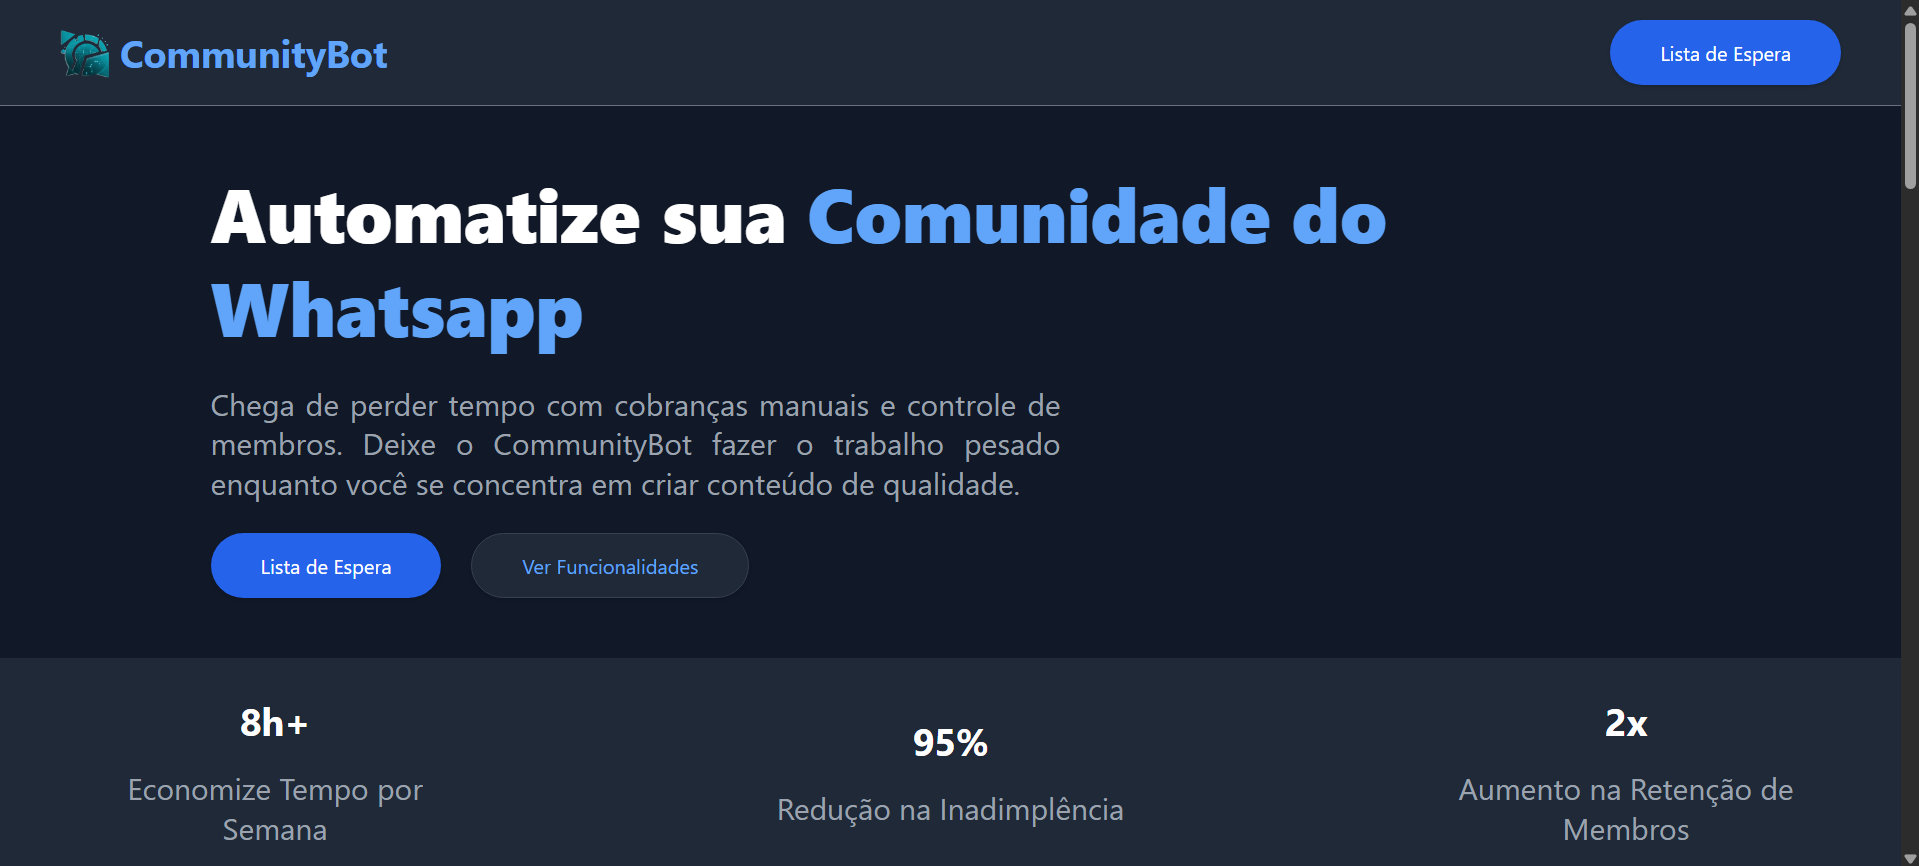 CommunityBot
Lista de Espera
Automatize sua Comunidade do
Whatsapp
Chega de perder tempo com cobranças manuais e controle de
membros. Deixe o CommunityBot fazer o trabalho pesado
enquanto você se concentra em criar conteúdo de qualidade.
Lista de Espera
Ver Funcionalidades
8h+
Economize Tempo por
Semana
95%
Redução na Inadimplência
2x
Aumento na Retenção de
Membros